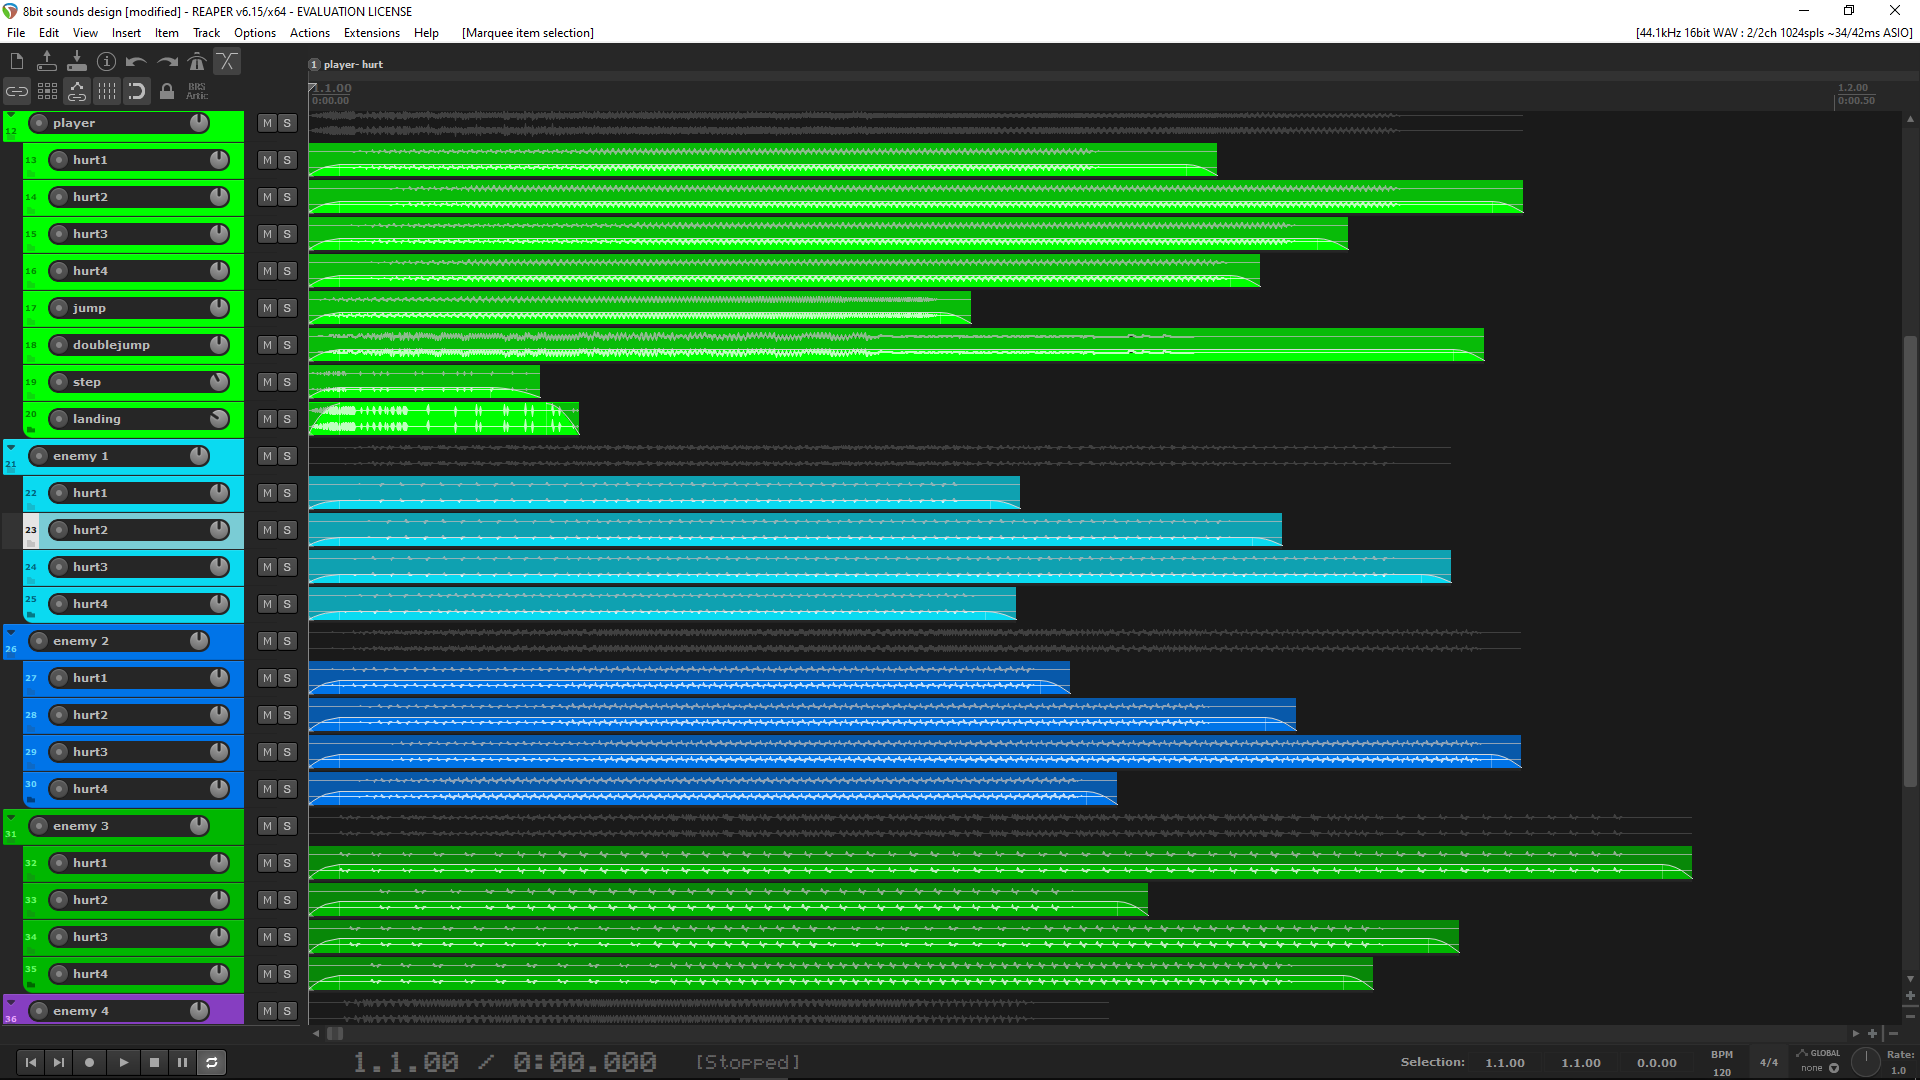 8bit sounds design [modified] - REAPER v6.15/x64 - EVALUATION LICENSE
File Edit View Insert Item Track Options Actions Extensions Help [Marquee item selection] [44.1kHz 16bit WAV : 2/2ch 1024spls ~34/42ms ASIO]
1 player- hurt
BRS
Artic
1.1.00 1.2.00
0:00.00 0:00.50
12 player M S
13 hurt1 M S
14 hurt2 M S
15 hurt3 M S
16 hurt4 M S
17 jump M S
18 doublejump M S
19 step M S
20 landing M S
21 enemy 1 M S
22 hurt1 M S
23 hurt2 M S
24 hurt3 M S
25 hurt4 M S
26 enemy 2 M S
27 hurt1 M S
28 hurt2 M S
29 hurt3 M S
30 hurt4 M S
31 enemy 3 M S
32 hurt1 M S
33 hurt2 M S
34 hurt3 M S
35 hurt4 M S
36 enemy 4 M S
1.1.00 / 0:00.000 [Stopped] Selection: 1.1.00 1.1.00 0.0.00
BPM
120
4/4
GLOBAL
none
Rate:
1.0